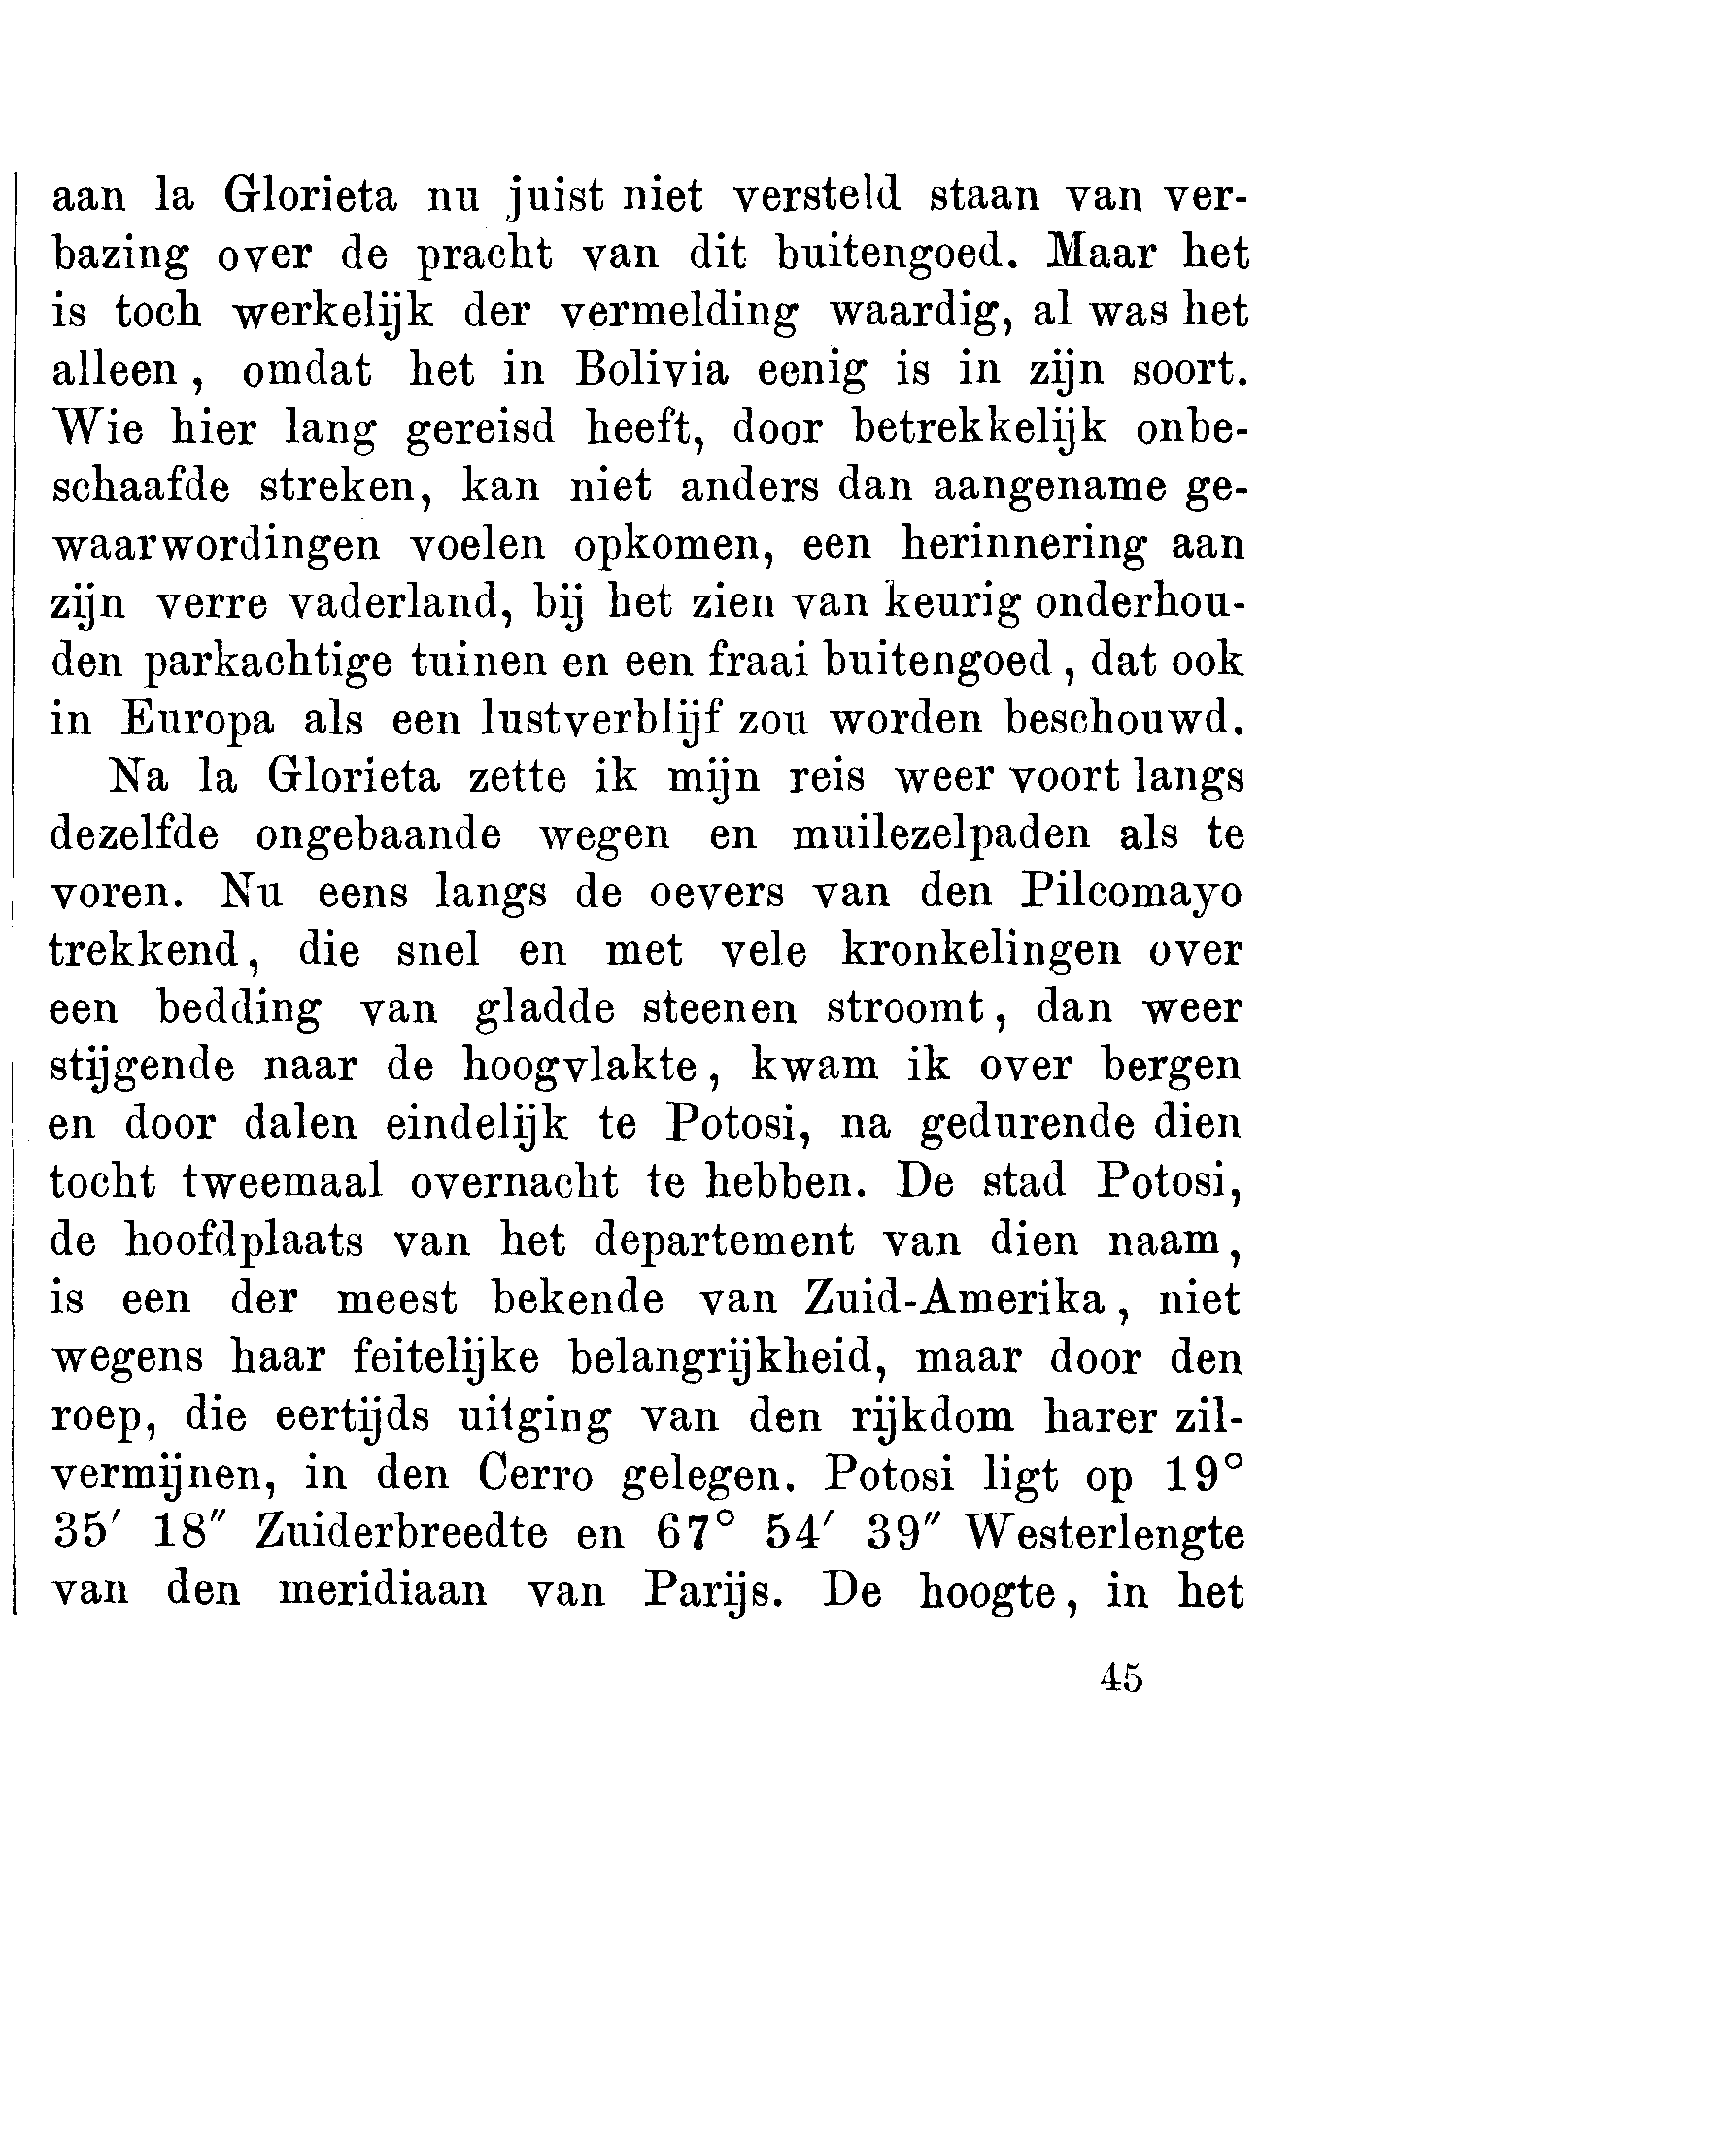 aan la Glorieta nu juist niet versteld staan van ver-
bazing over de pracht van dit buitengoed. Maar het
is toch werkelijk der vermelding waardig, al was het
alleen, omdat het in Bolivia eenig is in zijn soort.
Wie hier lang gereisd heeft, door betrekkelijk onbe-
schaafde streken, kan niet anders dan aangename ge-
waarwordingen voelen opkomen, een herinnering aan
zijn verre vaderland, bij het zien van keurig onderhou-
den parkachtige tuinen en een fraai buitengoed, dat ook
in Europa als een lustverblijf zou worden beschouwd.
Na la Glorieta zette ik mijn reis weer voort langs
dezelfde ongebaande wegen en muilezelpaden als te
voren. Nu eens langs de oevers van den Pilcomayo
trekkend, die snel en met vele kronkelingen over
een bedding van gladde steenen stroomt, dan weer
stijgende naar de hoogvlakte, kwam ik over bergen
en door dalen eindelijk te Potosi, na gedurende dien
tocht tweemaal overnacht te hebben. De stad Potosi,
de hoofdplaats van het departement van dien naam,
is een der meest bekende van Zuid-Amerika, niet
wegens haar feitelijke belangrijkheid, maar door den
roep, die eertijds uitging van den rijkdom harer zil-
vermijnen, in den Cerro gelegen. Potosi ligt op 19°
35′ 18″ Zuiderbreedte en 67° 54′ 39″ Westerlengte
van den meridiaan van Parijs. De hoogte, in het
45